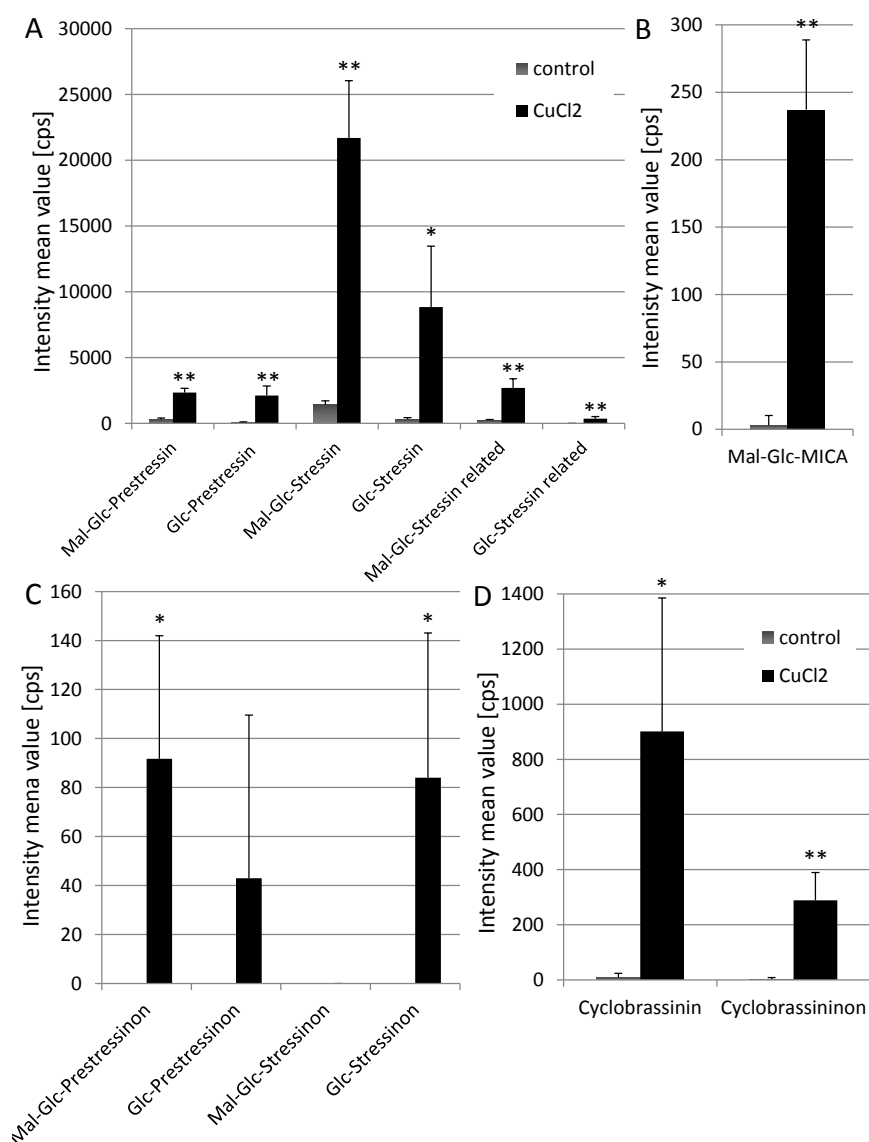 A
Intensity mean value [cps]
30000
25000
20000
15000
10000
5000
0
**
**
**
*
**
**
control
CuCl2
Mal-Glc-Prestressin
Glc-Prestressin
Mal-Glc-Stressin
Glc-Stressin
Mal-Glc-Stressin related
Glc-Stressin related
B
Intenisty mean value [cps]
300
250
200
150
100
50
0
**
Mal-Glc-MICA
C
Intensity mena value [cps]
160
140
120
100
80
60
40
20
0
*
*
Mal-Glc-Prestressinon
Glc-Prestressinon
Mal-Glc-Stressinon
Glc-Stressinon
D
Intensity mean value [cps]
1400
1200
1000
800
600
400
200
0
*
**
control
CuCl2
Cyclobrassinin
Cyclobrassininon